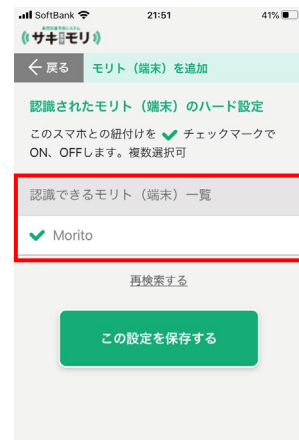 SoftBank 21:51 41%
サキモリ
← 戻る モリト（端末）を追加
認識されたモリト（端末）のハード設定
このスマホとの紐付けを ✔ チェックマークで
ON、OFFします。複数選択可
認識できるモリト（端末）一覧
✔ Morito
再検索する
この設定を保存する